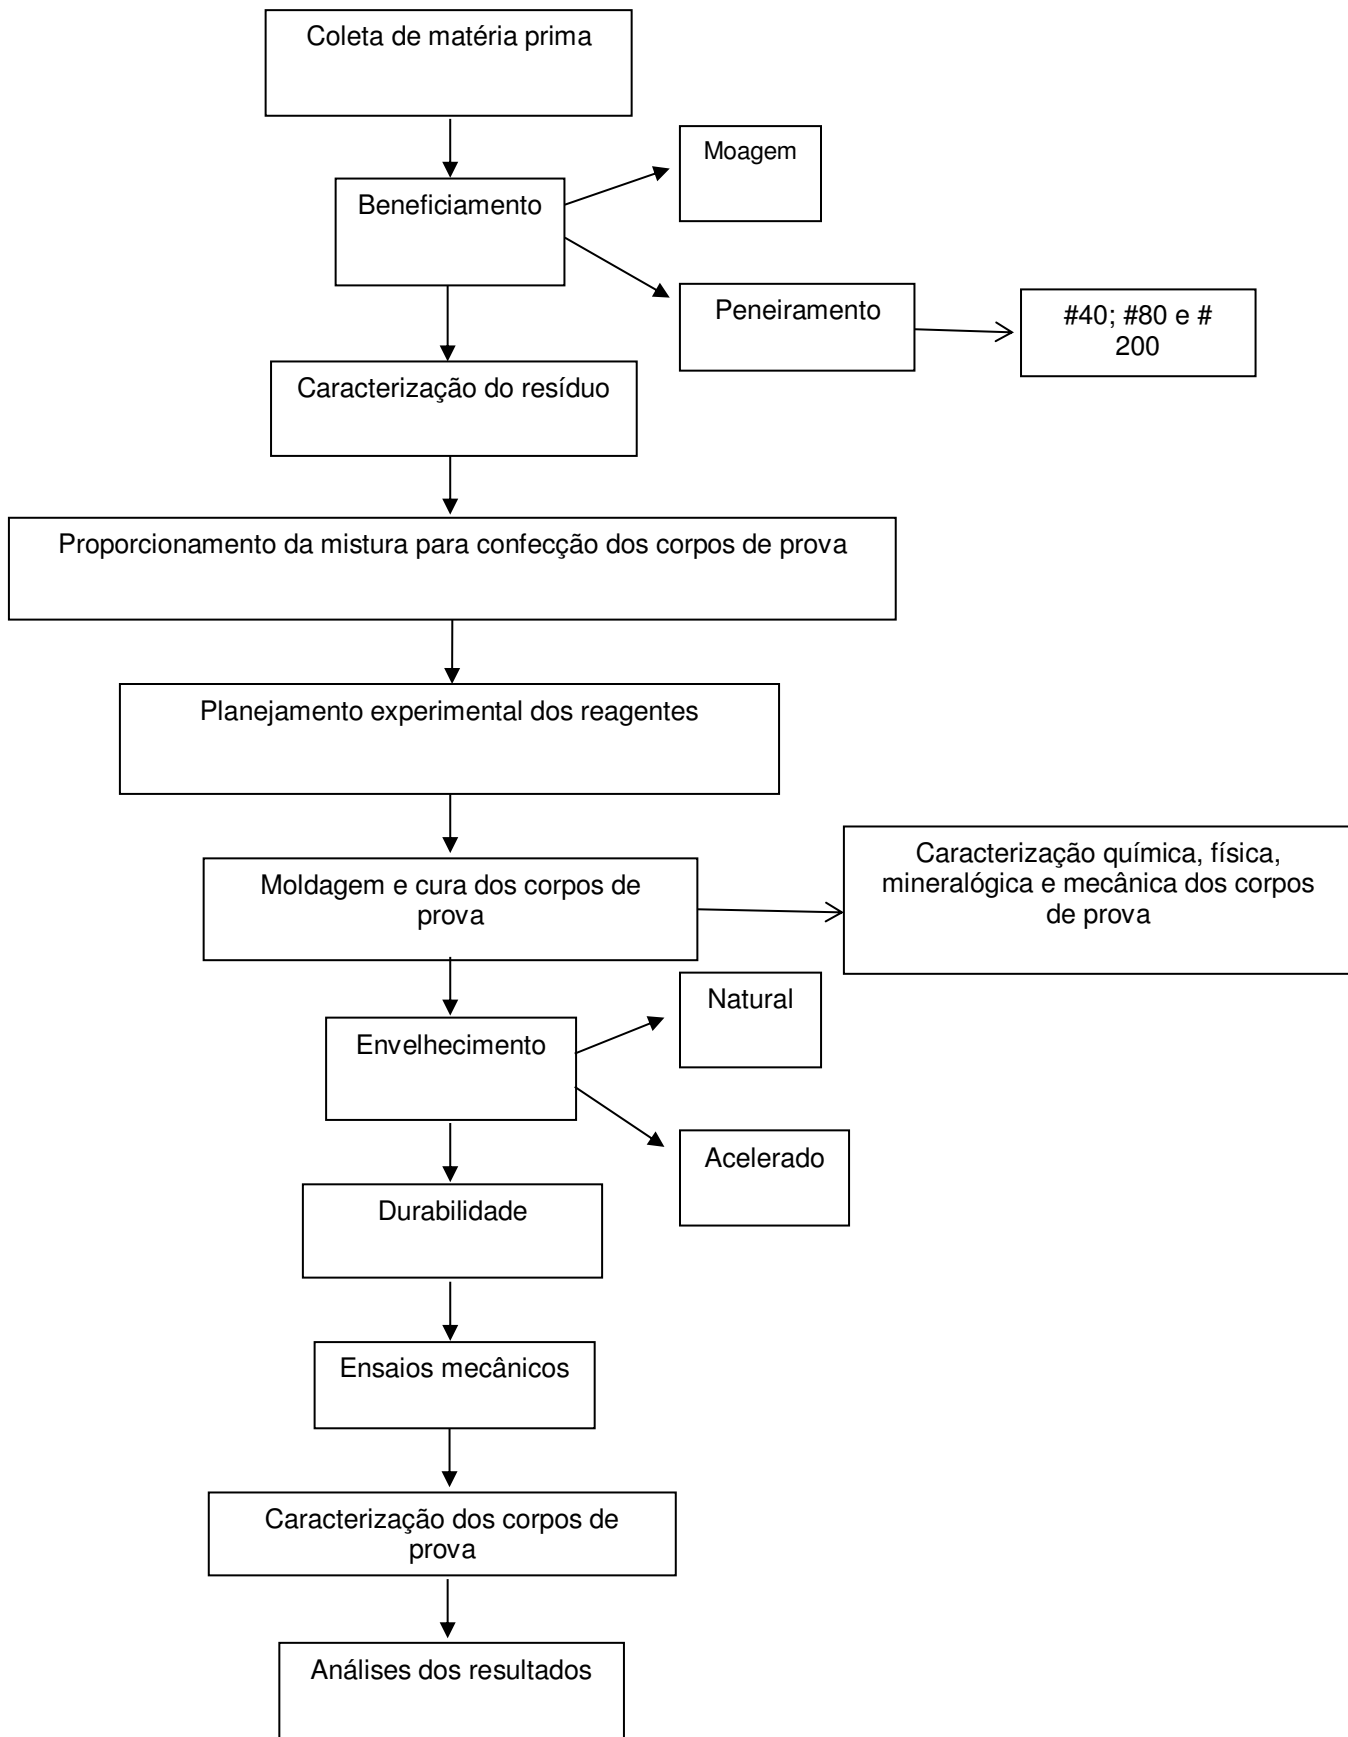 Coleta de matéria prima
Moagem
Beneficiamento
Peneiramento
#40; #80 e #
200
Caracterização do resíduo
Proporcionamento da mistura para confecção dos corpos de prova
Planejamento experimental dos reagentes
Moldagem e cura dos corpos de
prova
Caracterização química, física,
mineralógica e mecânica dos corpos
de prova
Natural
Envelhecimento
Acelerado
Durabilidade
Ensaios mecânicos
Caracterização dos corpos de
prova
Análises dos resultados